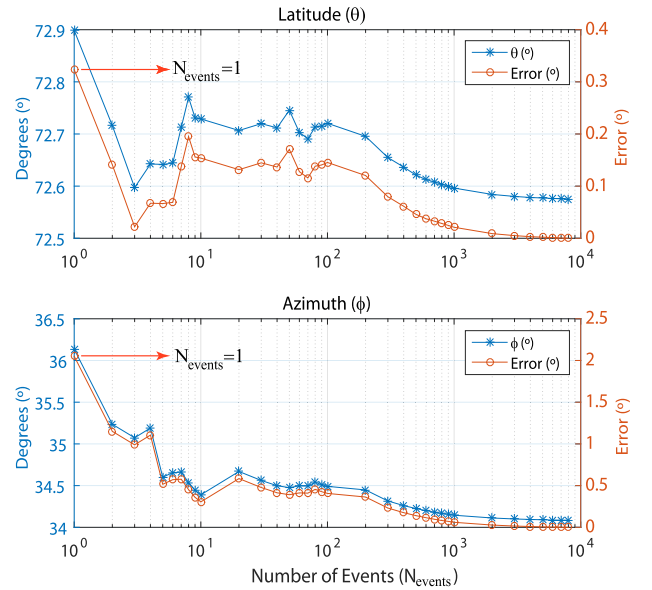 Latitude (θ)
72.9
72.8
72.7
72.6
72.5
Degrees (º)
N_events=1
θ (º)
Error (º)
0.4
0.3
0.2
0.1
0
Error (º)
10^0
10^1
10^2
10^3
10^4
Azimuth (ϕ)
36.5
36
35.5
35
34.5
34
Degrees (º)
N_events=1
ϕ (º)
Error (º)
2.5
2
1.5
1
0.5
0
Error (º)
10^0
10^1
10^2
10^3
10^4
Number of Events (N_events)